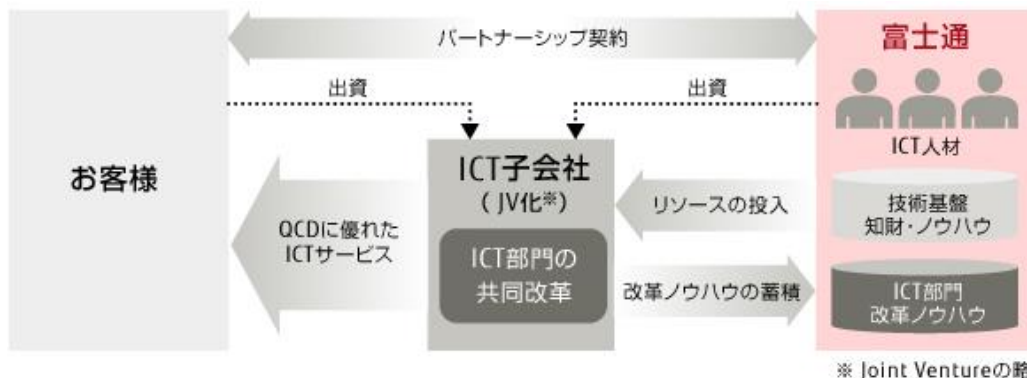 パートナーシップ契約
富士通
出資
出資
ICT人材
お客様
ICT子会社
( JV化※)
QCDに優れた
ICTサービス
ICT部門の
共同改革
リソースの投入
技術基盤
知財・ノウハウ
改革ノウハウの蓄積
ICT部門
改革ノウハウ
※ Joint Ventureの略